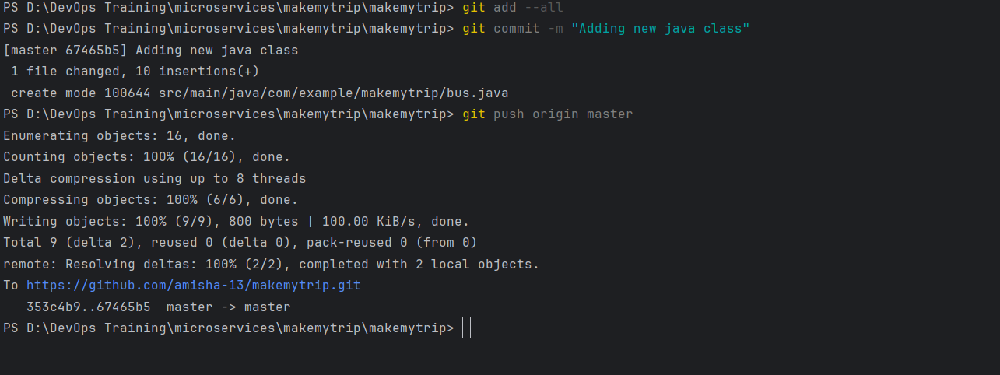 PS D:\DevOps Training\microservices\makemytrip\makemytrip> git add --all
PS D:\DevOps Training\microservices\makemytrip\makemytrip> git commit -m "Adding new java class"
[master 67465b5] Adding new java class
 1 file changed, 10 insertions(+)
 create mode 100644 src/main/java/com/example/makemytrip/bus.java
PS D:\DevOps Training\microservices\makemytrip\makemytrip> git push origin master
Enumerating objects: 16, done.
Counting objects: 100% (16/16), done.
Delta compression using up to 8 threads
Compressing objects: 100% (6/6), done.
Writing objects: 100% (9/9), 800 bytes | 100.00 KiB/s, done.
Total 9 (delta 2), reused 0 (delta 0), pack-reused 0 (from 0)
remote: Resolving deltas: 100% (2/2), completed with 2 local objects.
To https://github.com/amisha-13/makemytrip.git
   353c4b9..67465b5  master -> master
PS D:\DevOps Training\microservices\makemytrip\makemytrip>